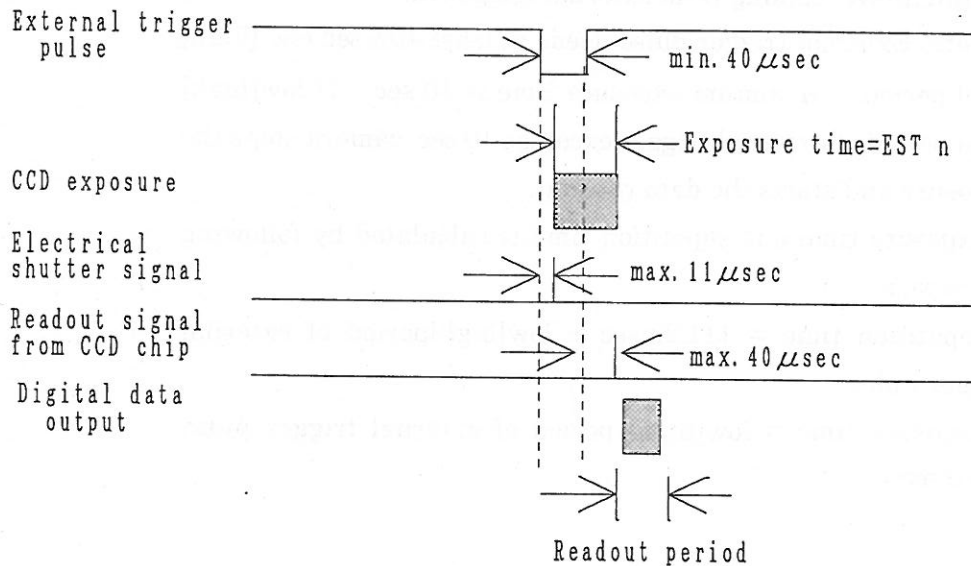 External trigger
pulse
min. 40 μsec
Exposure time=EST n
CCD exposure
Electrical
shutter signal
max. 11 μsec
Readout signal
from CCD chip
max. 40 μsec
Digital data
output
Readout period